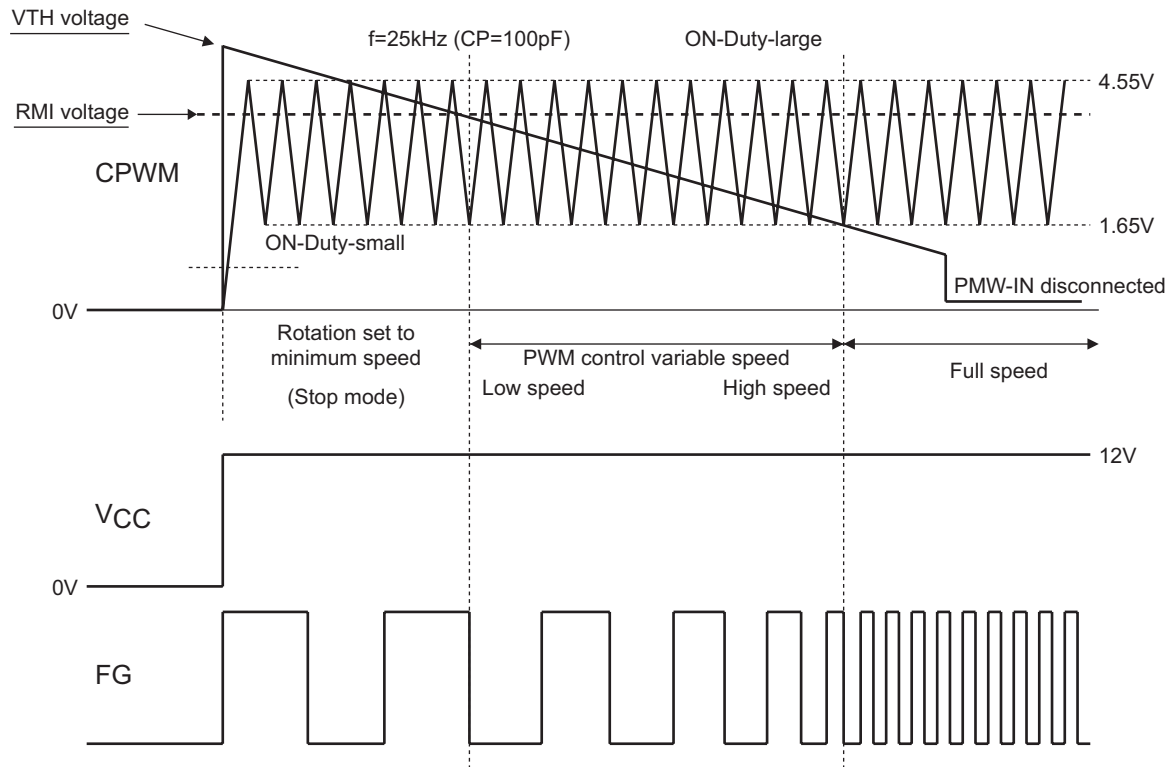 VTH voltage
f=25kHz (CP=100pF)
ON-Duty-large
4.55V
RMI voltage
CPWM
1.65V
ON-Duty-small
PMW-IN disconnected
0V
Rotation set to
minimum speed
(Stop mode)
PWM control variable speed
Low speed
High speed
Full speed
12V
VCC
0V
FG